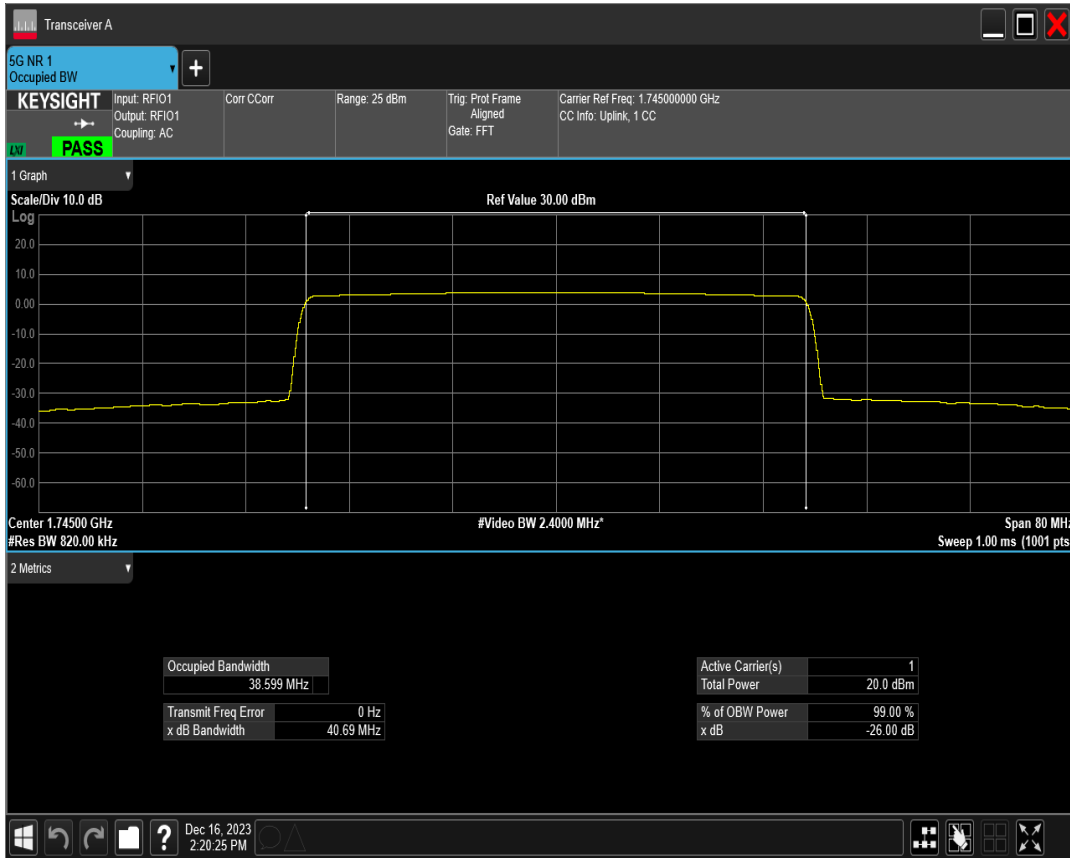 Transceiver A
5G NR 1
Occupied BW
+
KEYSIGHT
Input: RFIO1
Output: RFIO1
Coupling: AC
Corr CCorr
Range: 25 dBm
Trig: Prot Frame
Aligned
Gate: FFT
Carrier Ref Freq: 1.745000000 GHz
CC Info: Uplink, 1 CC
LXI
PASS
1 Graph
Scale/Div 10.0 dB
Ref Value 30.00 dBm
Log
20.0
10.0
0.00
-10.0
-20.0
-30.0
-40.0
-50.0
-60.0
Center 1.74500 GHz
#Video BW 2.4000 MHz*
Span 80 MHz
#Res BW 820.00 kHz
Sweep 1.00 ms (1001 pts
2 Metrics
Occupied Bandwidth
38.599 MHz
Transmit Freq Error 0 Hz
x dB Bandwidth 40.69 MHz
Active Carrier(s) 1
Total Power 20.0 dBm
% of OBW Power 99.00 %
x dB -26.00 dB
?
Dec 16, 2023
2:20:25 PM